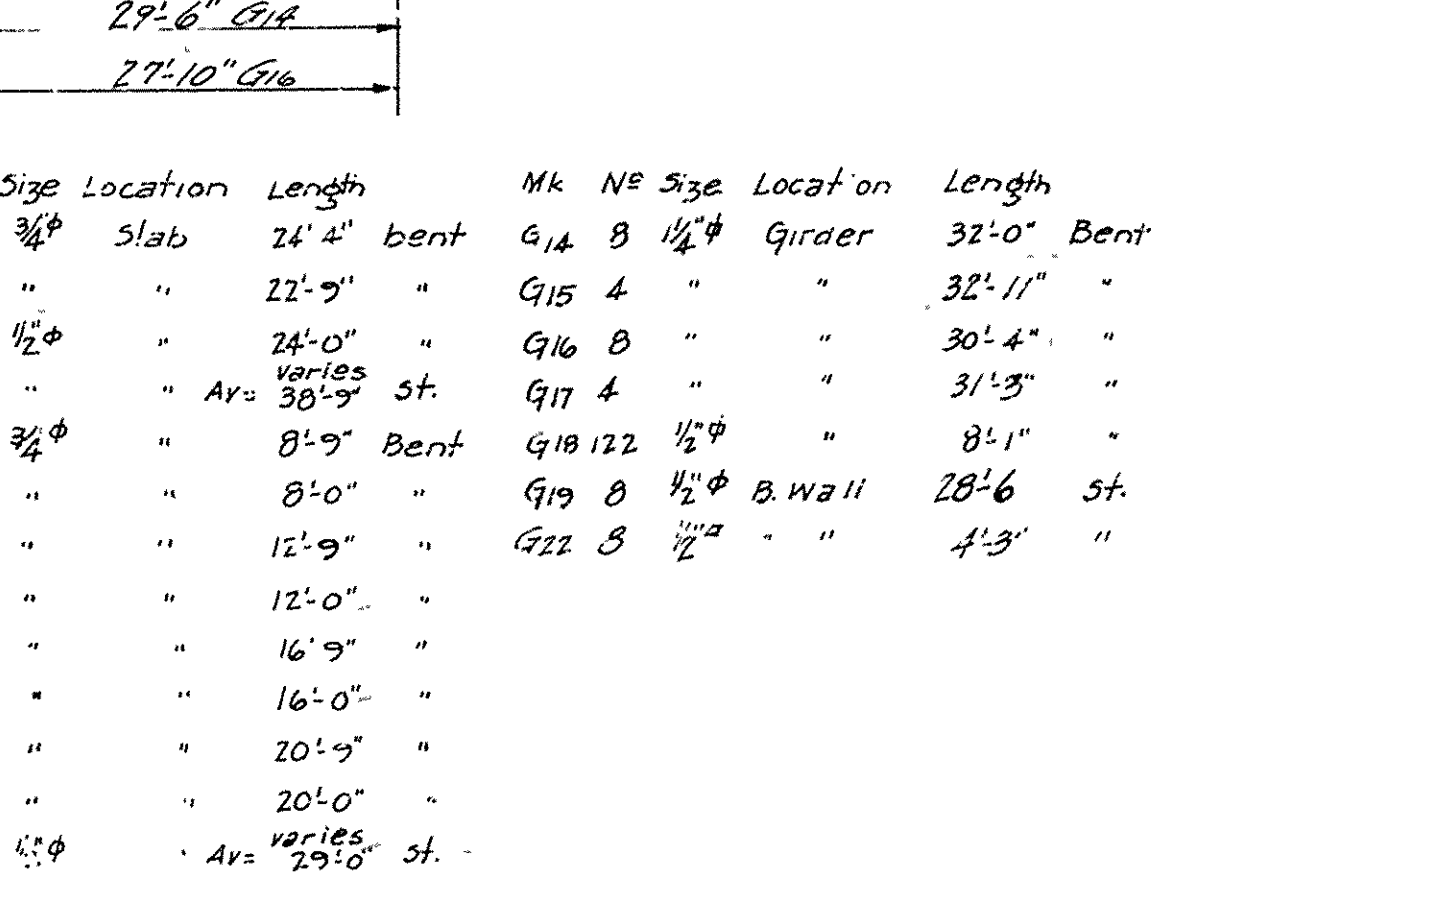 29'-6" G14
27'-10" G16
Size Location Length Mk Nº Size Location Length
3/4"ϕ Slab 24' 4" bent G14 8 1 1/4"ϕ Girder 32'-0" Bent
" " 22'-9" " G15 4 " " 32'-11" "
1/2"ϕ " 24'-0" " G16 8 " " 30'-4" "
varies
" " Av= 38'-9" st. G17 4 " " 31'-3" "
3/4"ϕ " 8'-9" Bent G18 122 1/2"ϕ " 8'-1" "
" " 8'-0" " G19 8 1/2"ϕ B. Wall 28'-6 st.
" " 12'-9" " G22 8 1/2"□ " " 4'-3" "
" " 12'-0" "
" " 16' 9" "
" " 16'-0" "
" " 20'-9" "
" " 20'-0" "
varies
" Av= 29'-0" st.